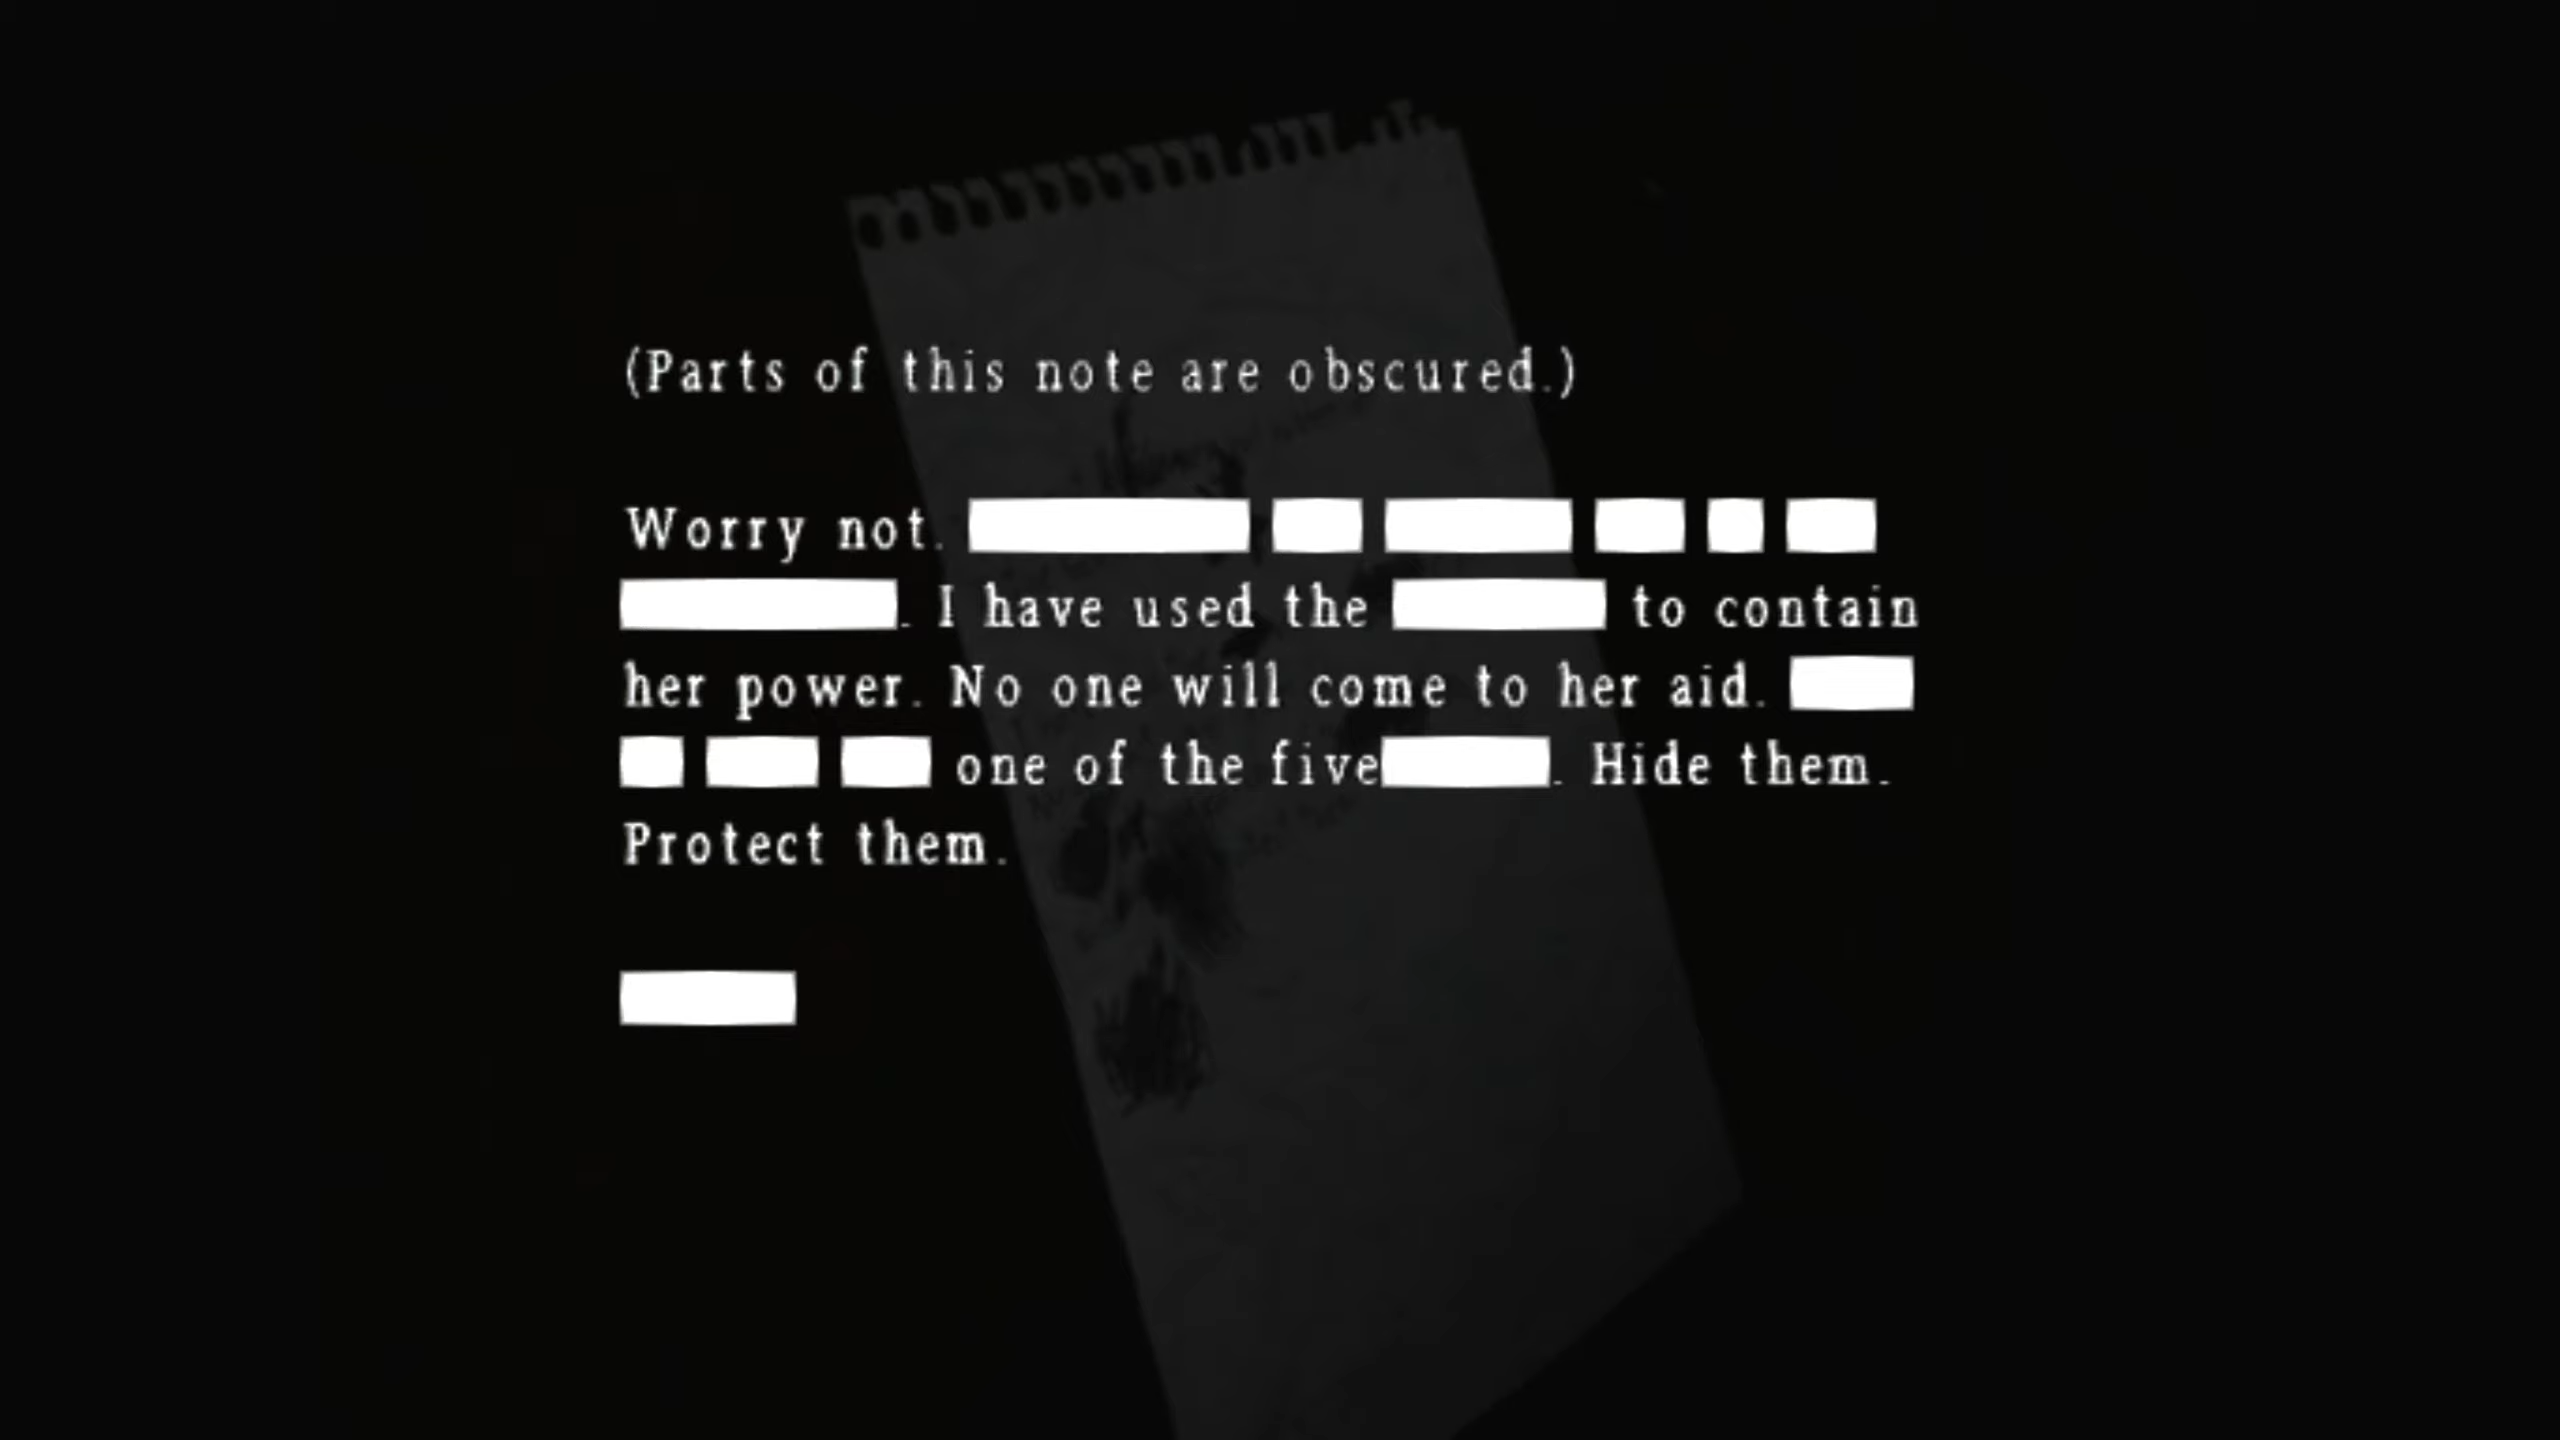 (Parts of this note are obscured.)
Worry not.
. I have used the to contain
her power. No one will come to her aid.
one of the five . Hide them.
Protect them.